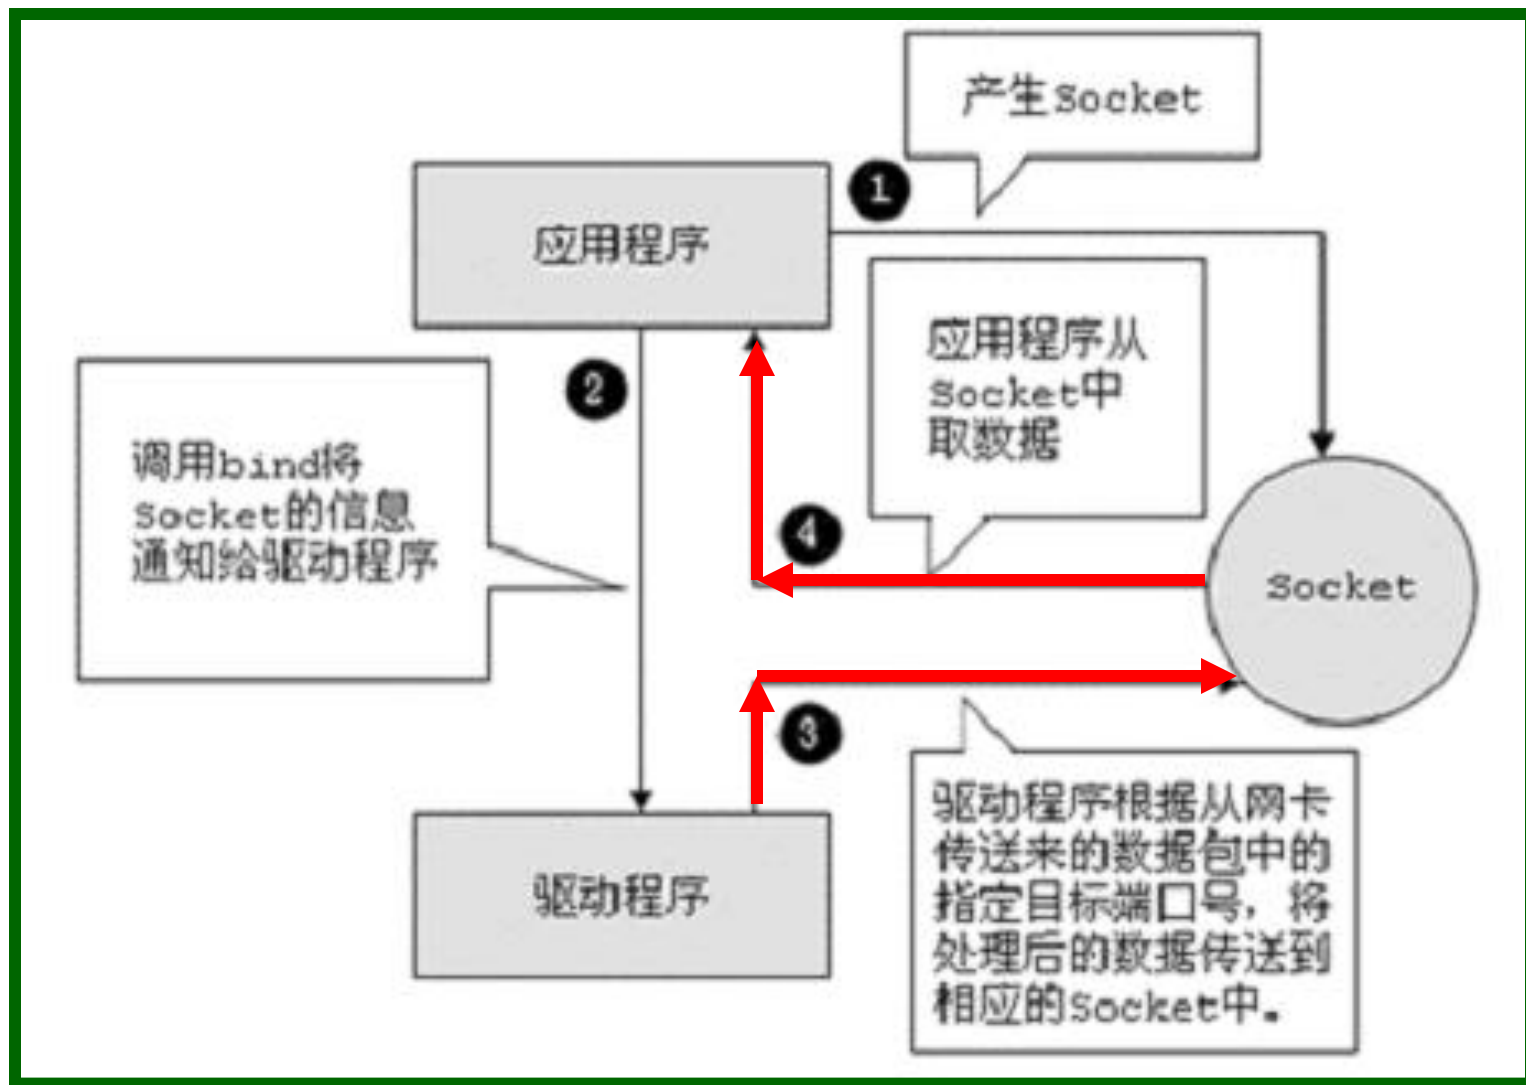 产生Socket
1
应用程序
应用程序从
Socket中
取数据
2
调用bind将
Socket的信息
通知给驱动程序
4
Socket
3
驱动程序
驱动程序根据从网卡
传送来的数据包中的
指定目标端口号，将
处理后的数据传送到
相应的Socket中。